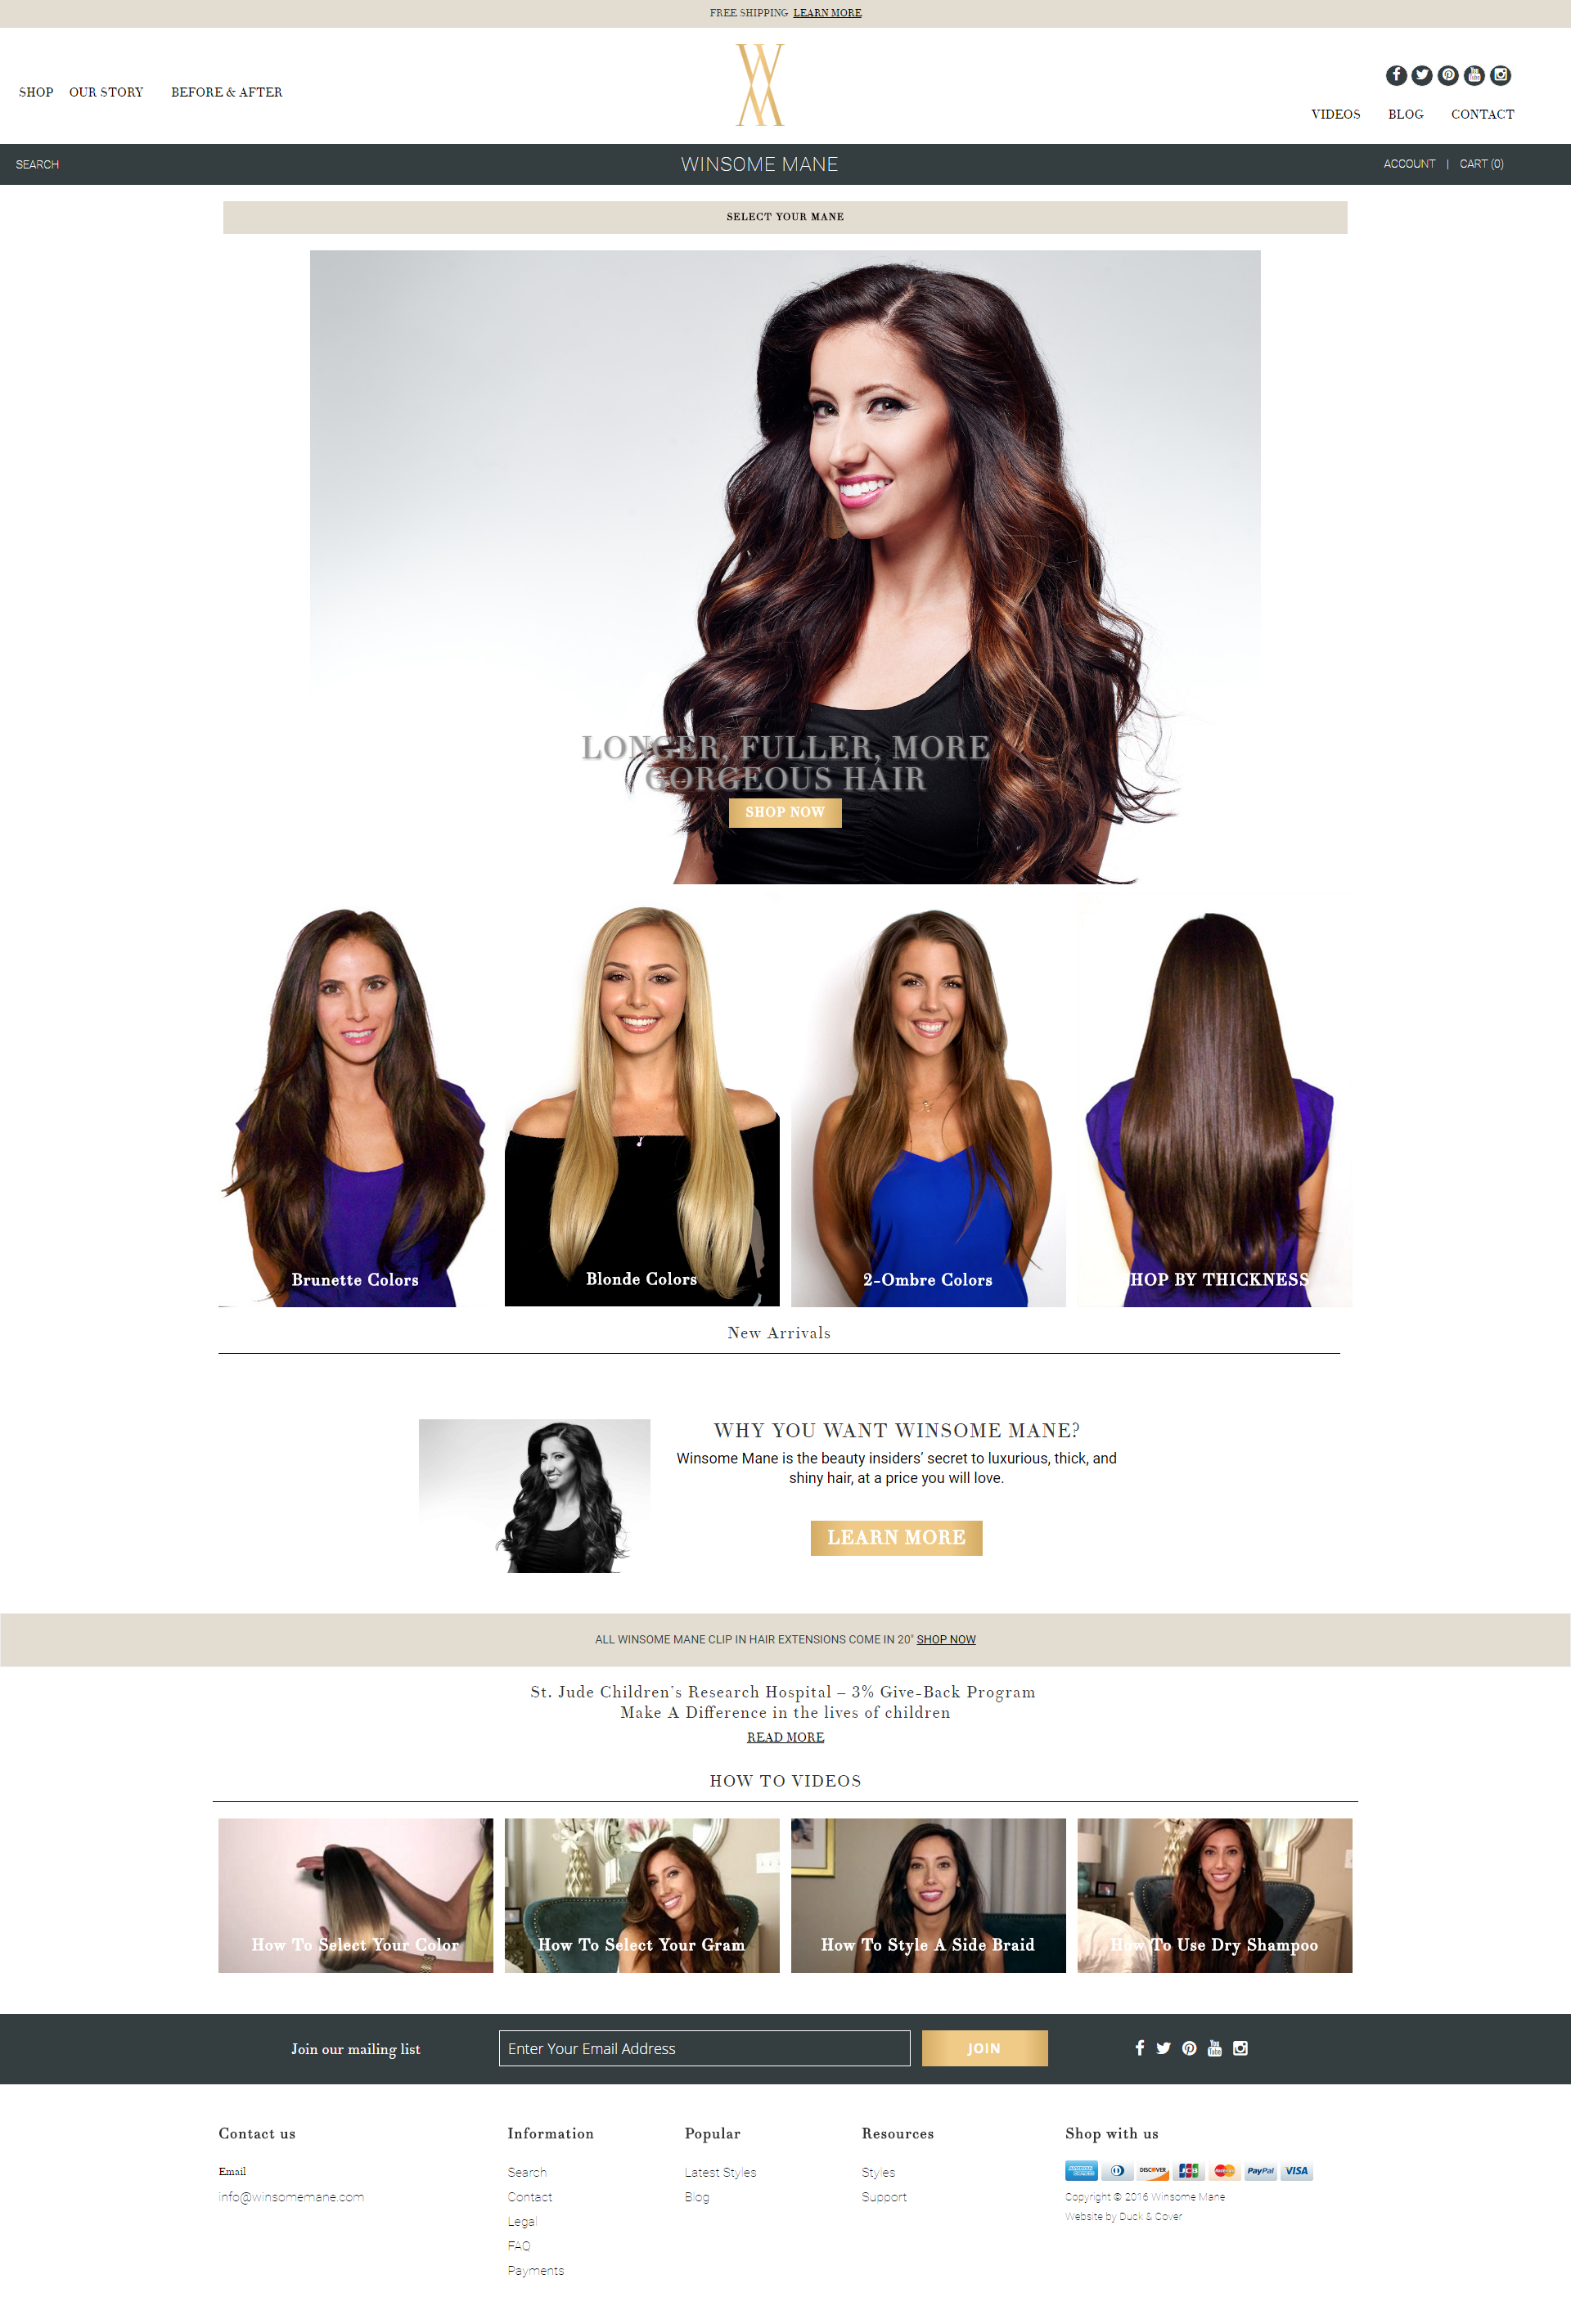 FREE SHIPPING LEARN MORE
SHOP OUR STORY BEFORE & AFTER
VIDEOS BLOG CONTACT
SEARCH
WINSOME MANE
ACCOUNT | CART (0)
SELECT YOUR MANE
LONGER, FULLER, MORE
GORGEOUS HAIR
SHOP NOW
Brunette Colors
Blonde Colors
2-Ombre Colors
HOP BY THICKNESS
New Arrivals
WHY YOU WANT WINSOME MANE?
Winsome Mane is the beauty insiders’ secret to luxurious, thick, and
shiny hair, at a price you will love.
LEARN MORE
ALL WINSOME MANE CLIP IN HAIR EXTENSIONS COME IN 20" SHOP NOW
St. Jude Children’s Research Hospital – 3% Give-Back Program
Make A Difference in the lives of children
READ MORE
HOW TO VIDEOS
How To Select Your Color
How To Select Your Gram
How To Style A Side Braid
How To Use Dry Shampoo
Join our mailing list
Enter Your Email Address
JOIN
Contact us
Email
info@winsomemane.com
Information
Search
Contact
Legal
FAQ
Payments
Popular
Latest Styles
Blog
Resources
Styles
Support
Shop with us
DISCOVER JCB PayPal VISA
Copyright © 2016 Winsome Mane
Website by Duck & Cover